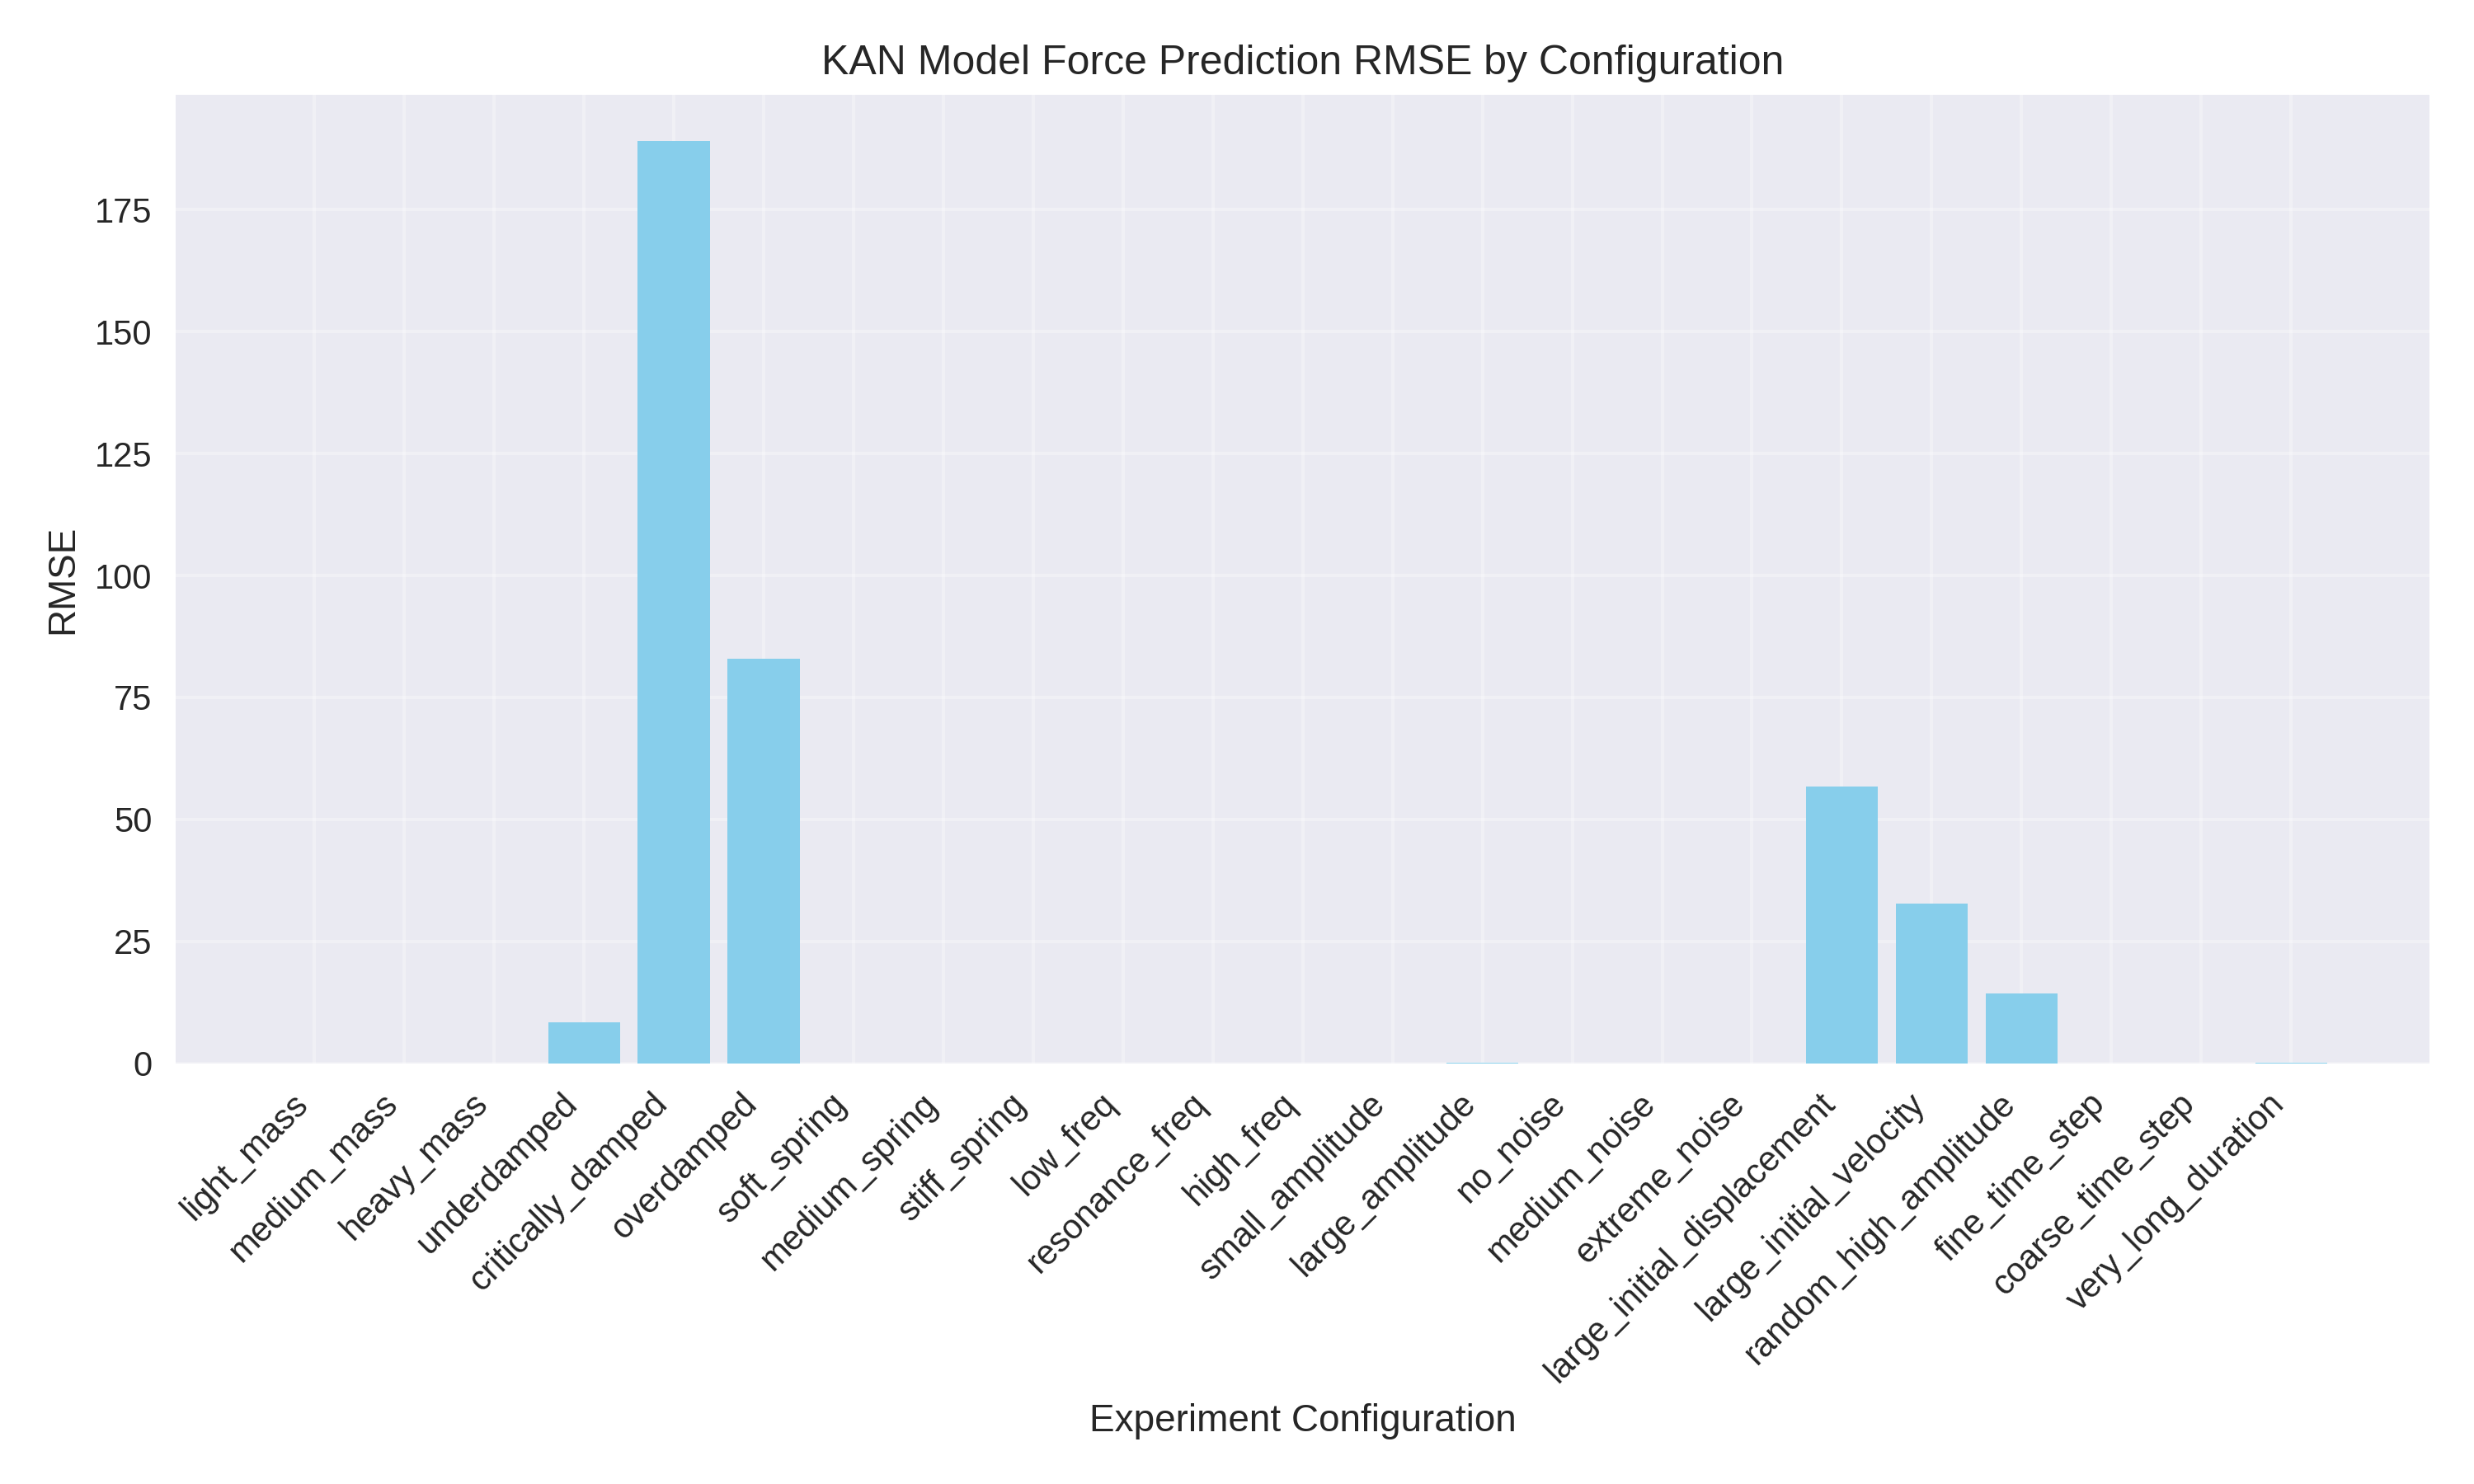 KAN Model Force Prediction RMSE by Configuration
RMSE
175
150
125
100
75
50
25
0
light_mass
medium_mass
heavy_mass
underdamped
critically_damped
overdamped
soft_spring
medium_spring
stiff_spring
low_freq
resonance_freq
high_freq
small_amplitude
large_amplitude
no_noise
medium_noise
extreme_noise
large_initial_displacement
large_initial_velocity
random_high_amplitude
fine_time_step
coarse_time_step
very_long_duration
Experiment Configuration